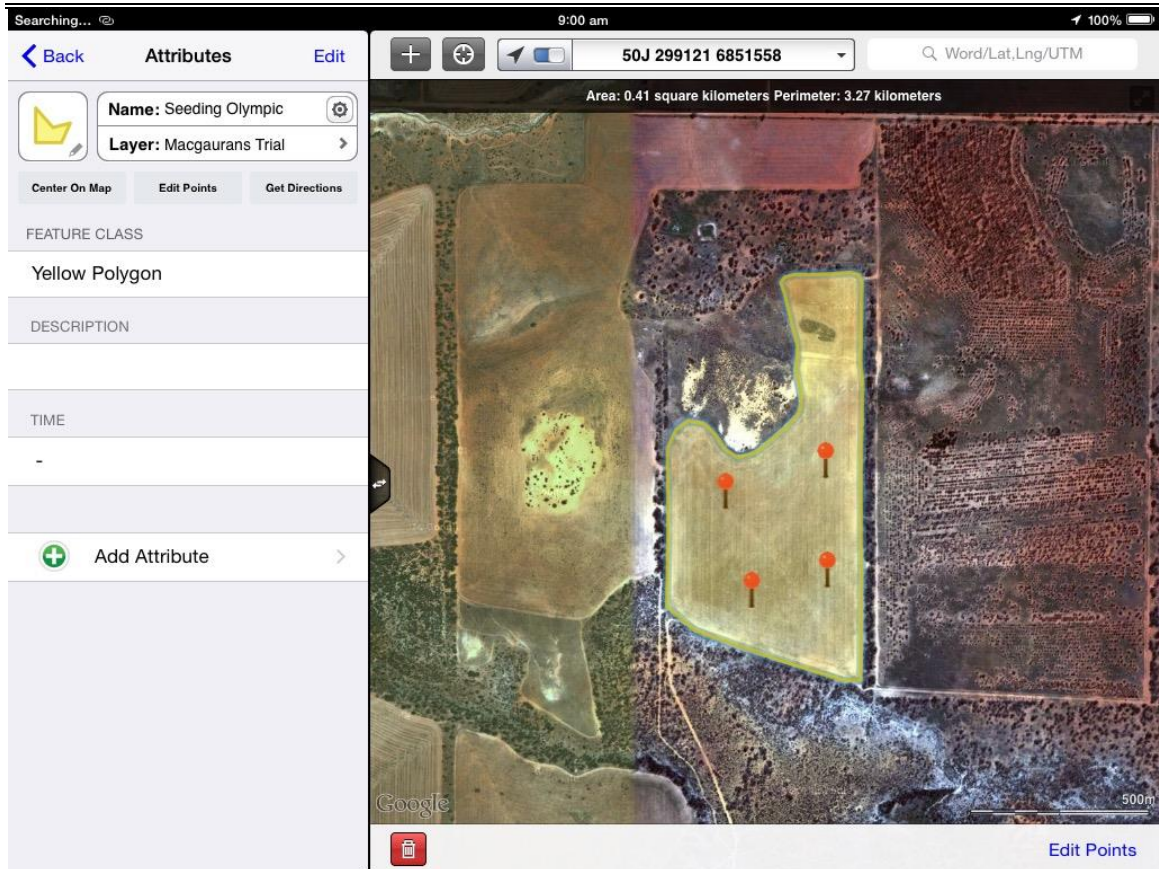 Searching...
9:00 am
100%
Back
Attributes
Edit
50J 299121 6851558
Word/Lat,Lng/UTM
Area: 0.41 square kilometers Perimeter: 3.27 kilometers
Name: Seeding Olympic
Layer: Macgaurans Trial
Center On Map
Edit Points
Get Directions
FEATURE CLASS
Yellow Polygon
DESCRIPTION
TIME
-
Add Attribute
Google
500m
Edit Points